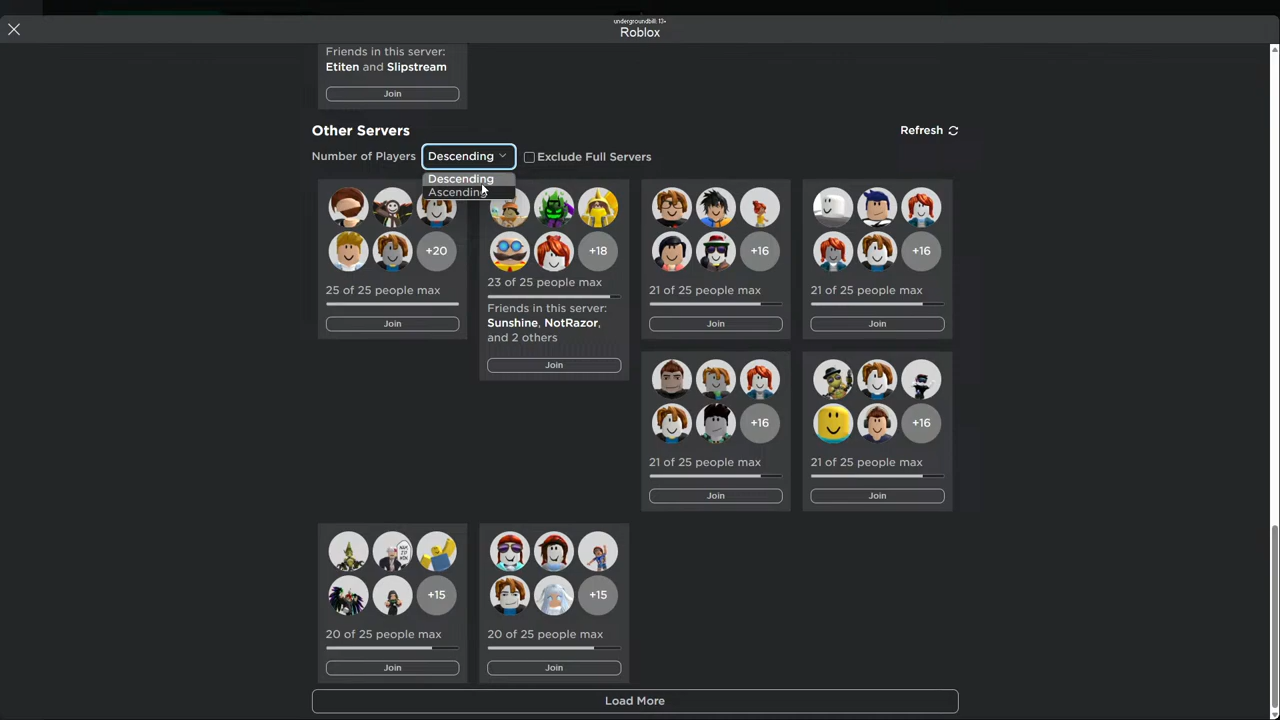 undergroundbill: 13+
Roblox
Friends in this server:
Etiten and Slipstream
Join
Other Servers
Refresh
Number of Players
Descending
Exclude Full Servers
Descending
Ascending
+20
25 of 25 people max
Join
+18
23 of 25 people max
Friends in this server:
Sunshine, NotRazor,
and 2 others
Join
+16
21 of 25 people max
Join
+16
21 of 25 people max
Join
+16
21 of 25 people max
Join
+16
21 of 25 people max
Join
+15
20 of 25 people max
Join
+15
20 of 25 people max
Join
Load More